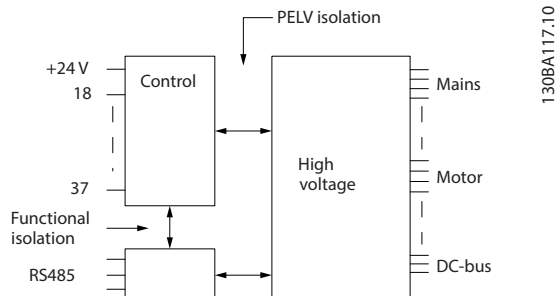 PELV isolation
130BA117.10
+24 V
Control
Mains
18
High
voltage
Motor
37
Functional
isolation
DC-bus
RS485